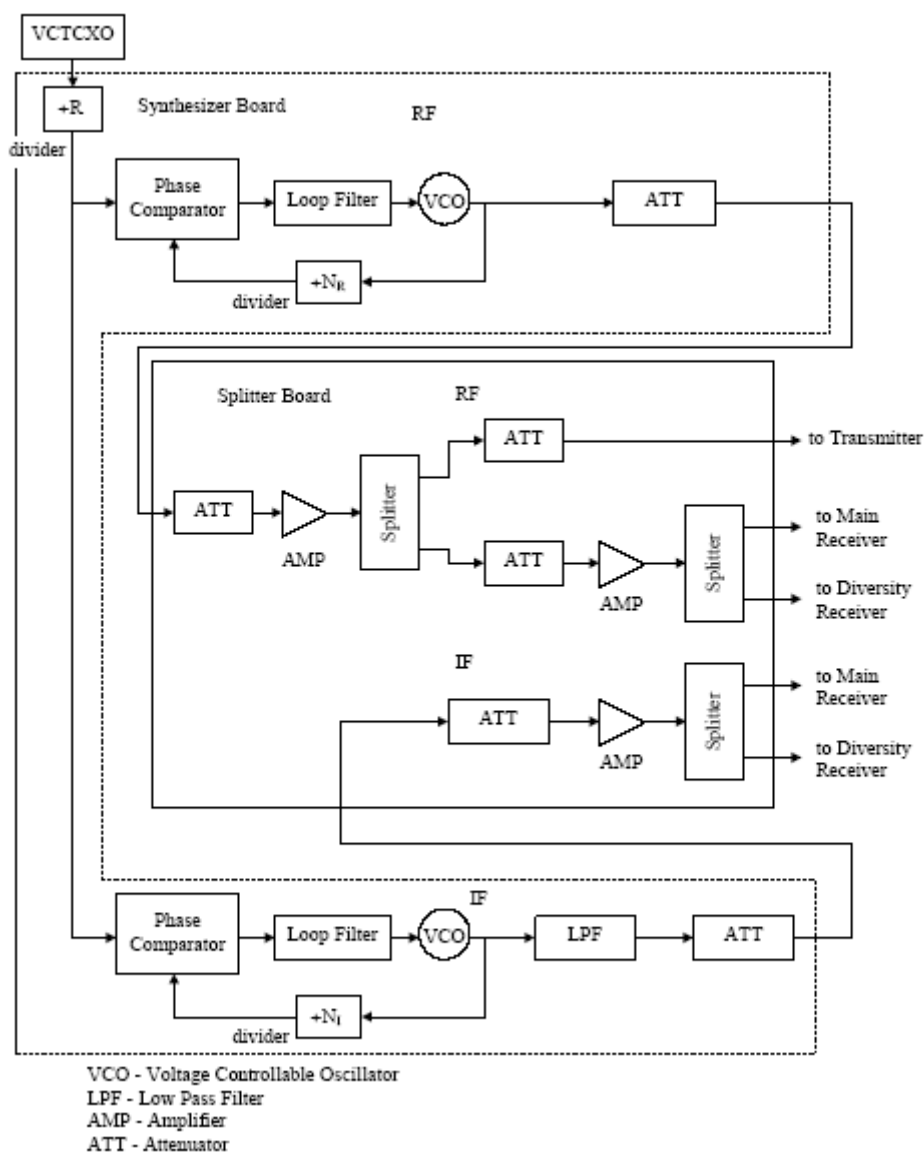 VCTCXO
÷R
Synthesizer Board
RF
divider
Phase
Comparator
Loop Filter
VCO
ATT
÷N_R
divider
Splitter Board
RF
ATT
to Transmitter
ATT
AMP
Splitter
ATT
AMP
Splitter
to Main
Receiver
to Diversity
Receiver
IF
ATT
AMP
Splitter
to Main
Receiver
to Diversity
Receiver
IF
Phase
Comparator
Loop Filter
VCO
LPF
ATT
÷N_I
divider
VCO - Voltage Controllable Oscillator
LPF - Low Pass Filter
AMP - Amplifier
ATT - Attenuator